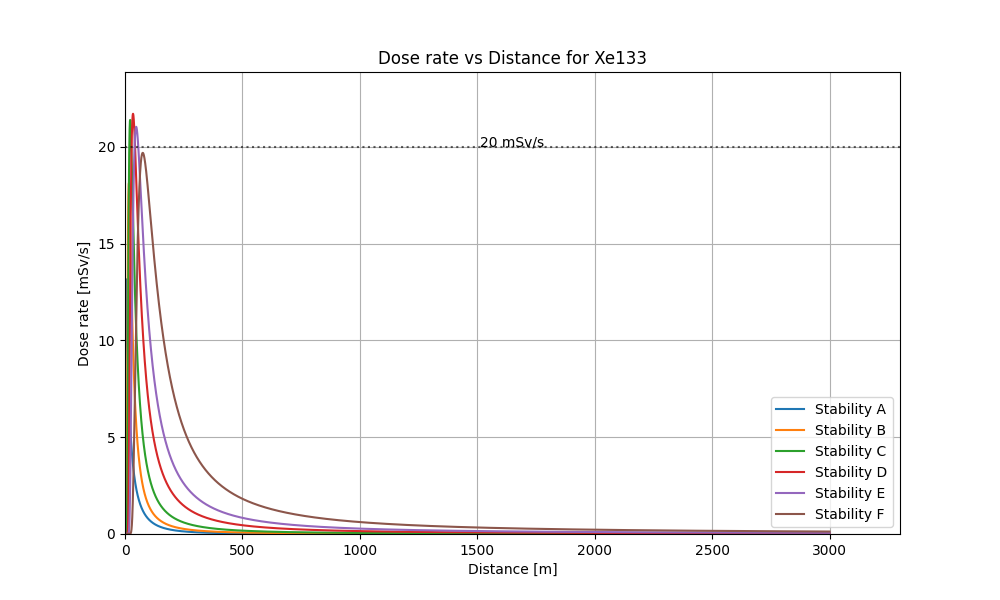 Dose rate vs Distance for Xe133
20 mSv/s
Dose rate [mSv/s]
20
15
10
5
0
0 500 1000 1500 2000 2500 3000
Distance [m]
Stability A
Stability B
Stability C
Stability D
Stability E
Stability F